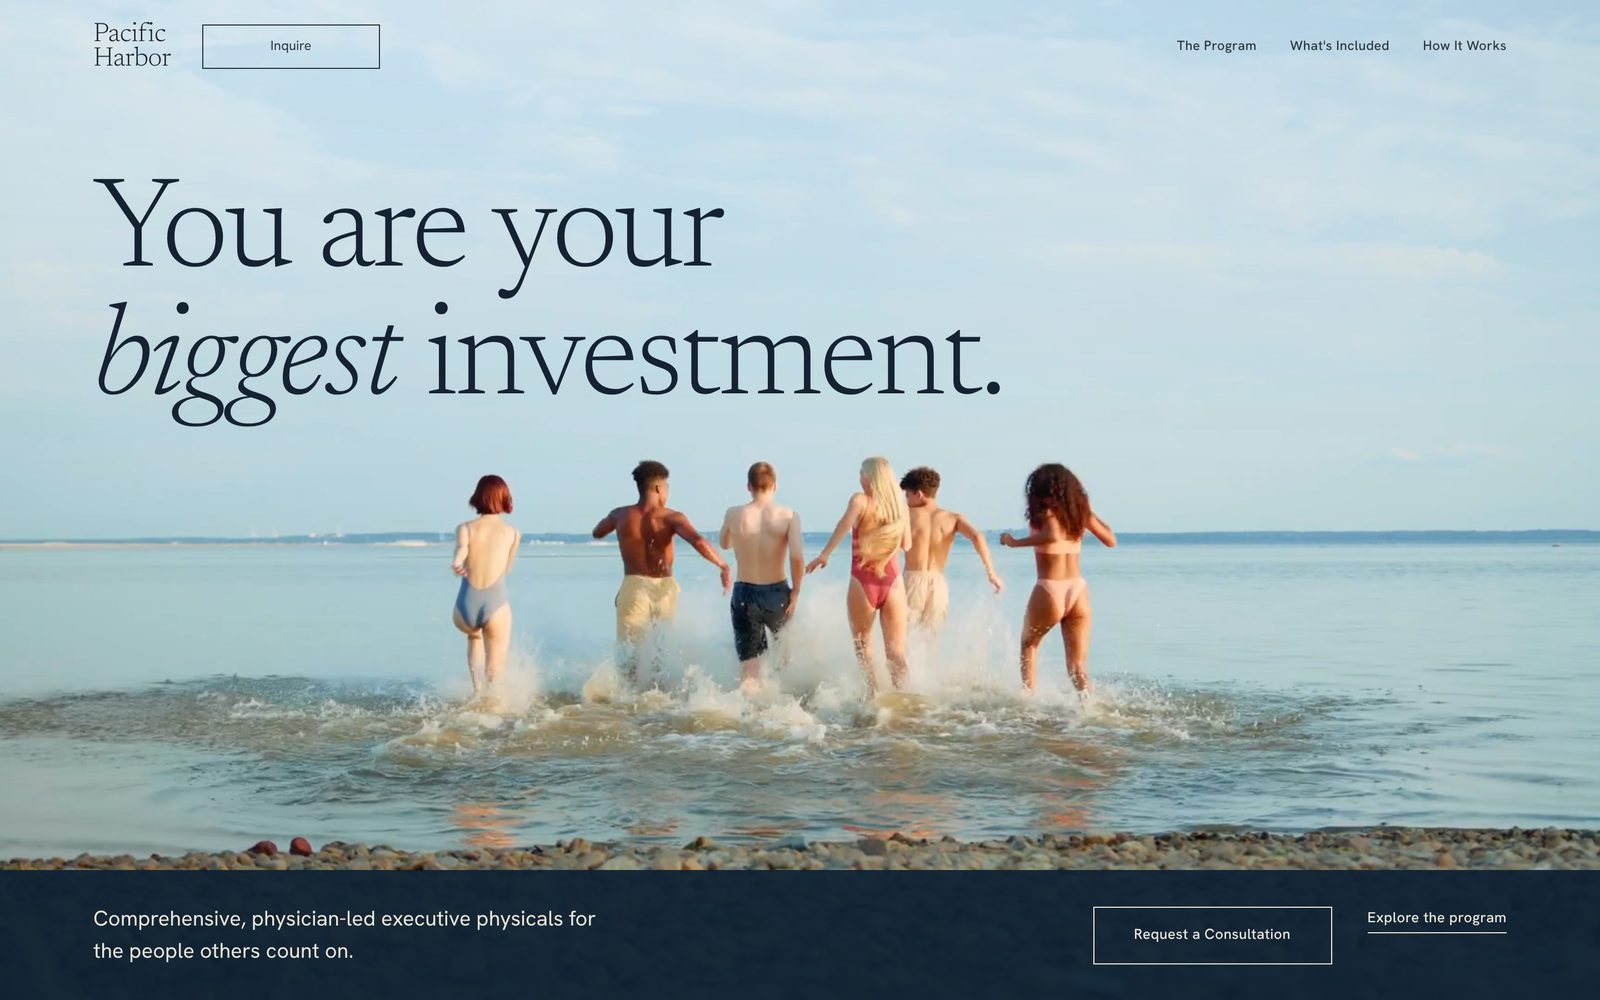 Pacific
Harbor
Inquire
The Program
What's Included
How It Works
You are your
biggest investment.
Comprehensive, physician-led executive physicals for
the people others count on.
Request a Consultation
Explore the program